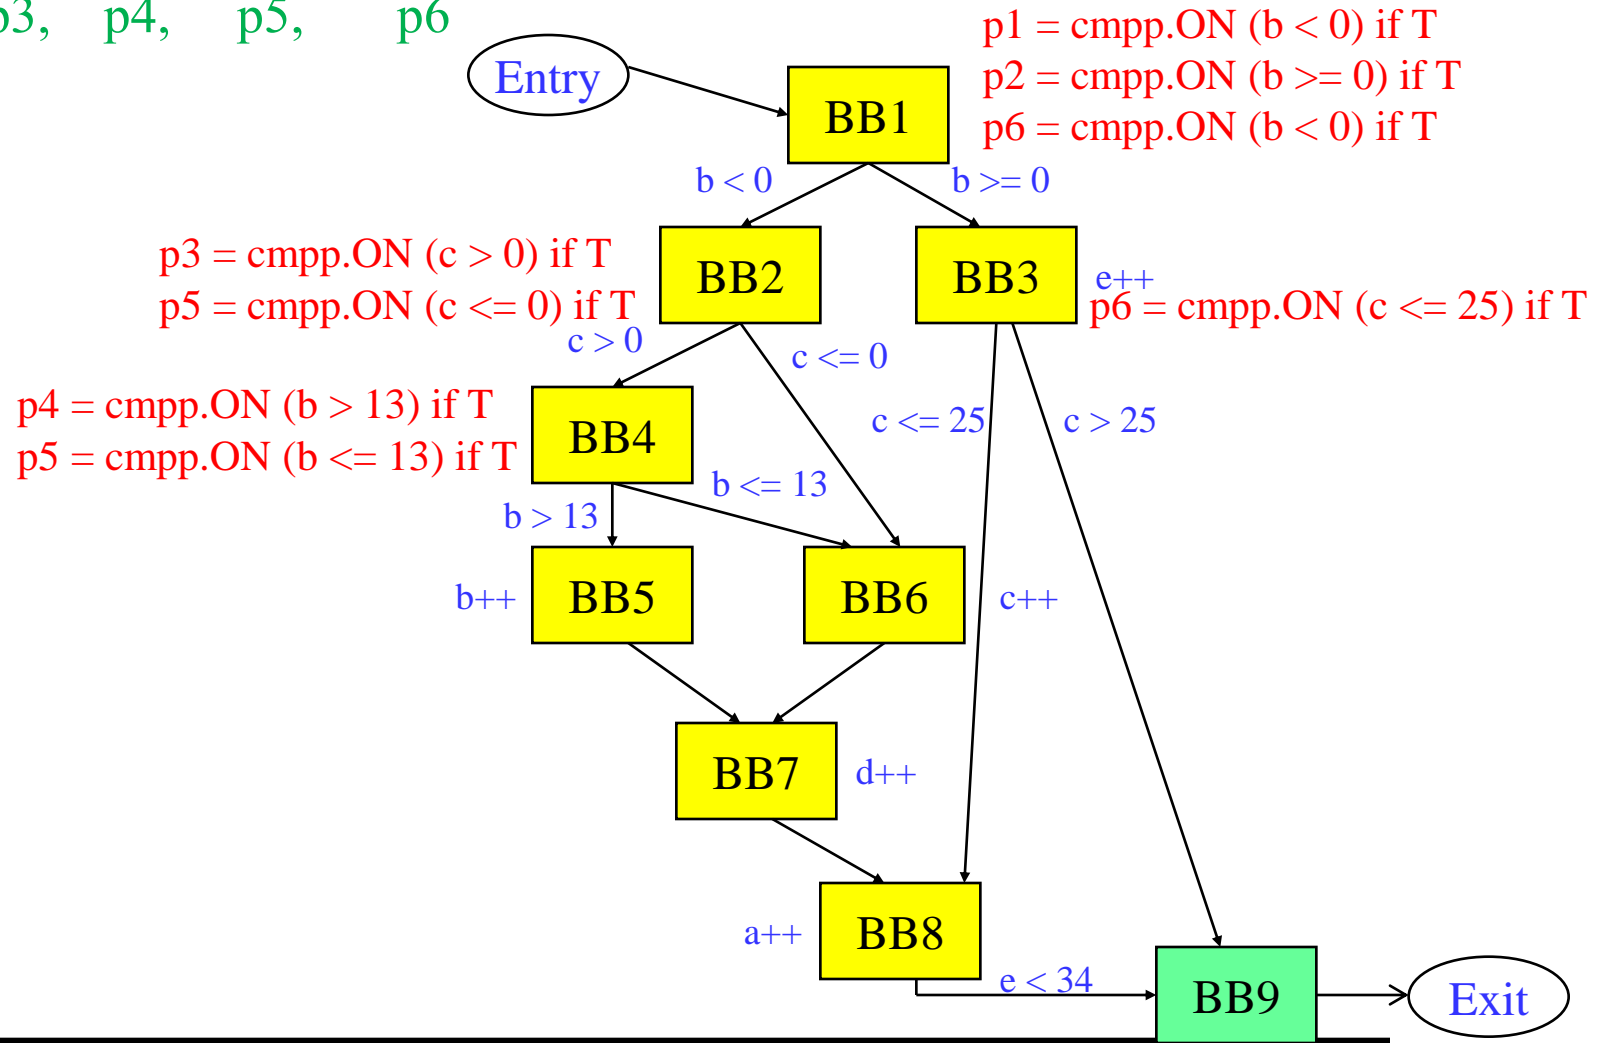 p3, p4, p5, p6
p1 = cmpp.ON (b < 0) if T
p2 = cmpp.ON (b >= 0) if T
p6 = cmpp.ON (b < 0) if T
Entry
BB1
b < 0
b >= 0
p3 = cmpp.ON (c > 0) if T
p5 = cmpp.ON (c <= 0) if T
BB2
BB3
e++
p6 = cmpp.ON (c <= 25) if T
c > 0
c <= 0
p4 = cmpp.ON (b > 13) if T
p5 = cmpp.ON (b <= 13) if T
BB4
c <= 25
c > 25
b <= 13
b > 13
b++
BB5
BB6
c++
BB7
d++
a++
BB8
e < 34
BB9
Exit